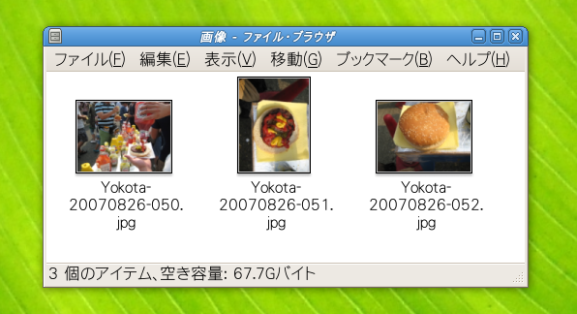 画像 - ファイル・ブラウザ
ファイル(F) 編集(E) 表示(V) 移動(G) ブックマーク(B) ヘルプ(H)
Yokota-
20070826-050.
jpg
Yokota-
20070826-051.
jpg
Yokota-
20070826-052.
jpg
3 個のアイテム、空き容量: 67.7Gバイト